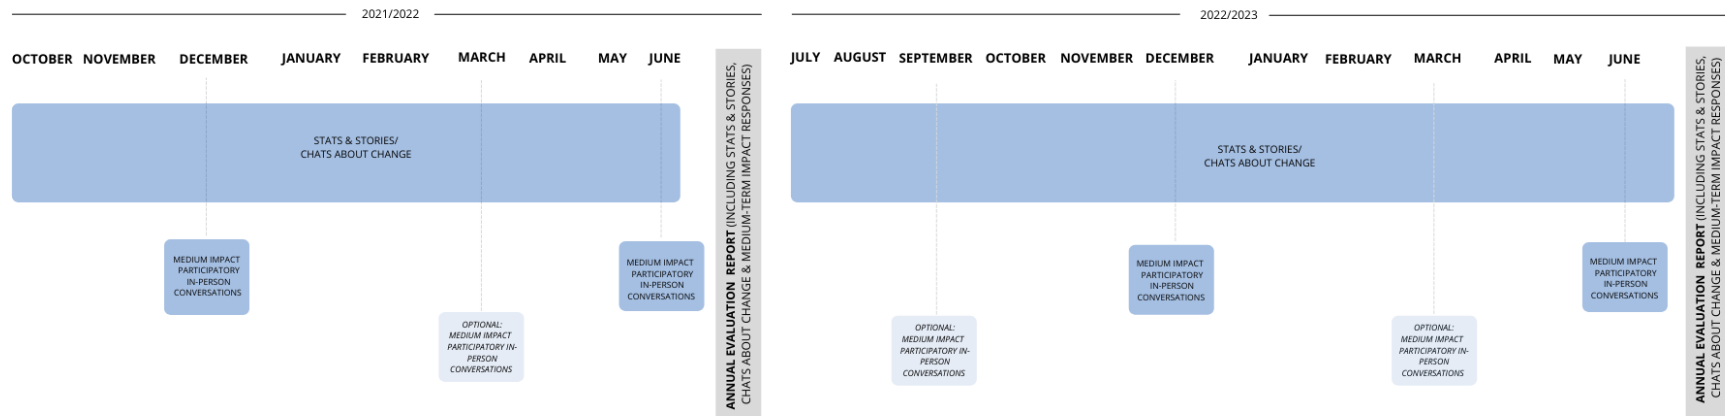 2021/2022
OCTOBER NOVEMBER DECEMBER JANUARY FEBRUARY MARCH APRIL MAY JUNE
STATS & STORIES/
CHATS ABOUT CHANGE
MEDIUM IMPACT
PARTICIPATORY
IN-PERSON
CONVERSATIONS
OPTIONAL:
MEDIUM IMPACT
PARTICIPATORY IN-
PERSON
CONVERSATIONS
MEDIUM IMPACT
PARTICIPATORY
IN-PERSON
CONVERSATIONS
ANNUAL EVALUATION REPORT (INCLUDING STATS & STORIES,
CHATS ABOUT CHANGE & MEDIUM-TERM IMPACT RESPONSES)
2022/2023
JULY AUGUST SEPTEMBER OCTOBER NOVEMBER DECEMBER JANUARY FEBRUARY MARCH APRIL MAY JUNE
STATS & STORIES/
CHATS ABOUT CHANGE
OPTIONAL:
MEDIUM IMPACT
PARTICIPATORY IN-
PERSON
CONVERSATIONS
MEDIUM IMPACT
PARTICIPATORY
IN-PERSON
CONVERSATIONS
OPTIONAL:
MEDIUM IMPACT
PARTICIPATORY IN-
PERSON
CONVERSATIONS
MEDIUM IMPACT
PARTICIPATORY
IN-PERSON
CONVERSATIONS
ANNUAL EVALUATION REPORT (INCLUDING STATS & STORIES,
CHATS ABOUT CHANGE & MEDIUM-TERM IMPACT RESPONSES)